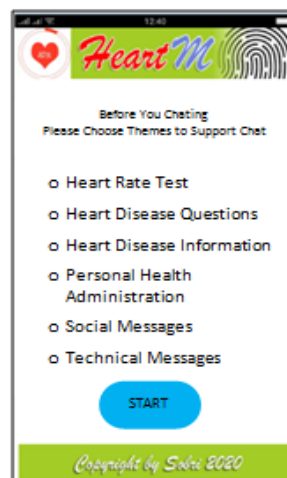 12:40
HeartM
Before You Chating
Please Choose Themes to Support Chat
o Heart Rate Test
o Heart Disease Questions
o Heart Disease Information
o Personal Health
Administration
o Social Messages
o Technical Messages
START
Copyright by Sobri 2020